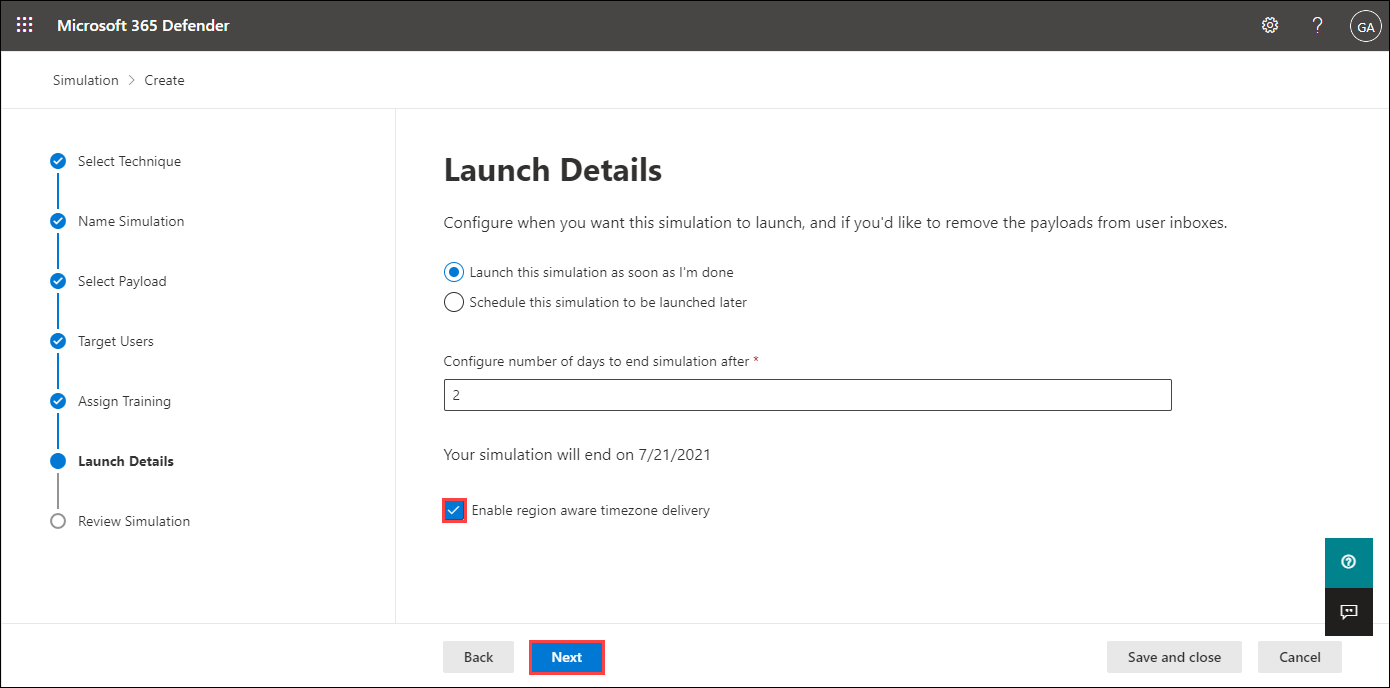 Microsoft 365 Defender
? GA
Simulation > Create
Select Technique
Name Simulation
Select Payload
Target Users
Assign Training
Launch Details
Review Simulation
Launch Details
Configure when you want this simulation to launch, and if you'd like to remove the payloads from user inboxes.
Launch this simulation as soon as I'm done
Schedule this simulation to be launched later
Configure number of days to end simulation after *
2
Your simulation will end on 7/21/2021
Enable region aware timezone delivery
Back Next Save and close Cancel